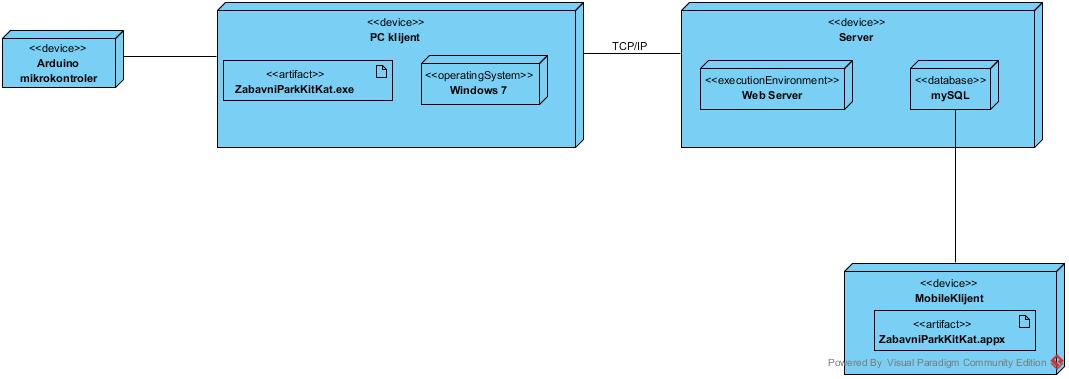 <<device>>
Arduino
mikrokontroler
<<device>>
PC klijent
<<artifact>>
ZabavniParkKitKat.exe
<<operatingSystem>>
Windows 7
TCP/IP
<<device>>
Server
<<executionEnvironment>>
Web Server
<<database>>
mySQL
<<device>>
MobileKlijent
<<artifact>>
ZabavniParkKitKat.appx
Powered By Visual Paradigm Community Edition